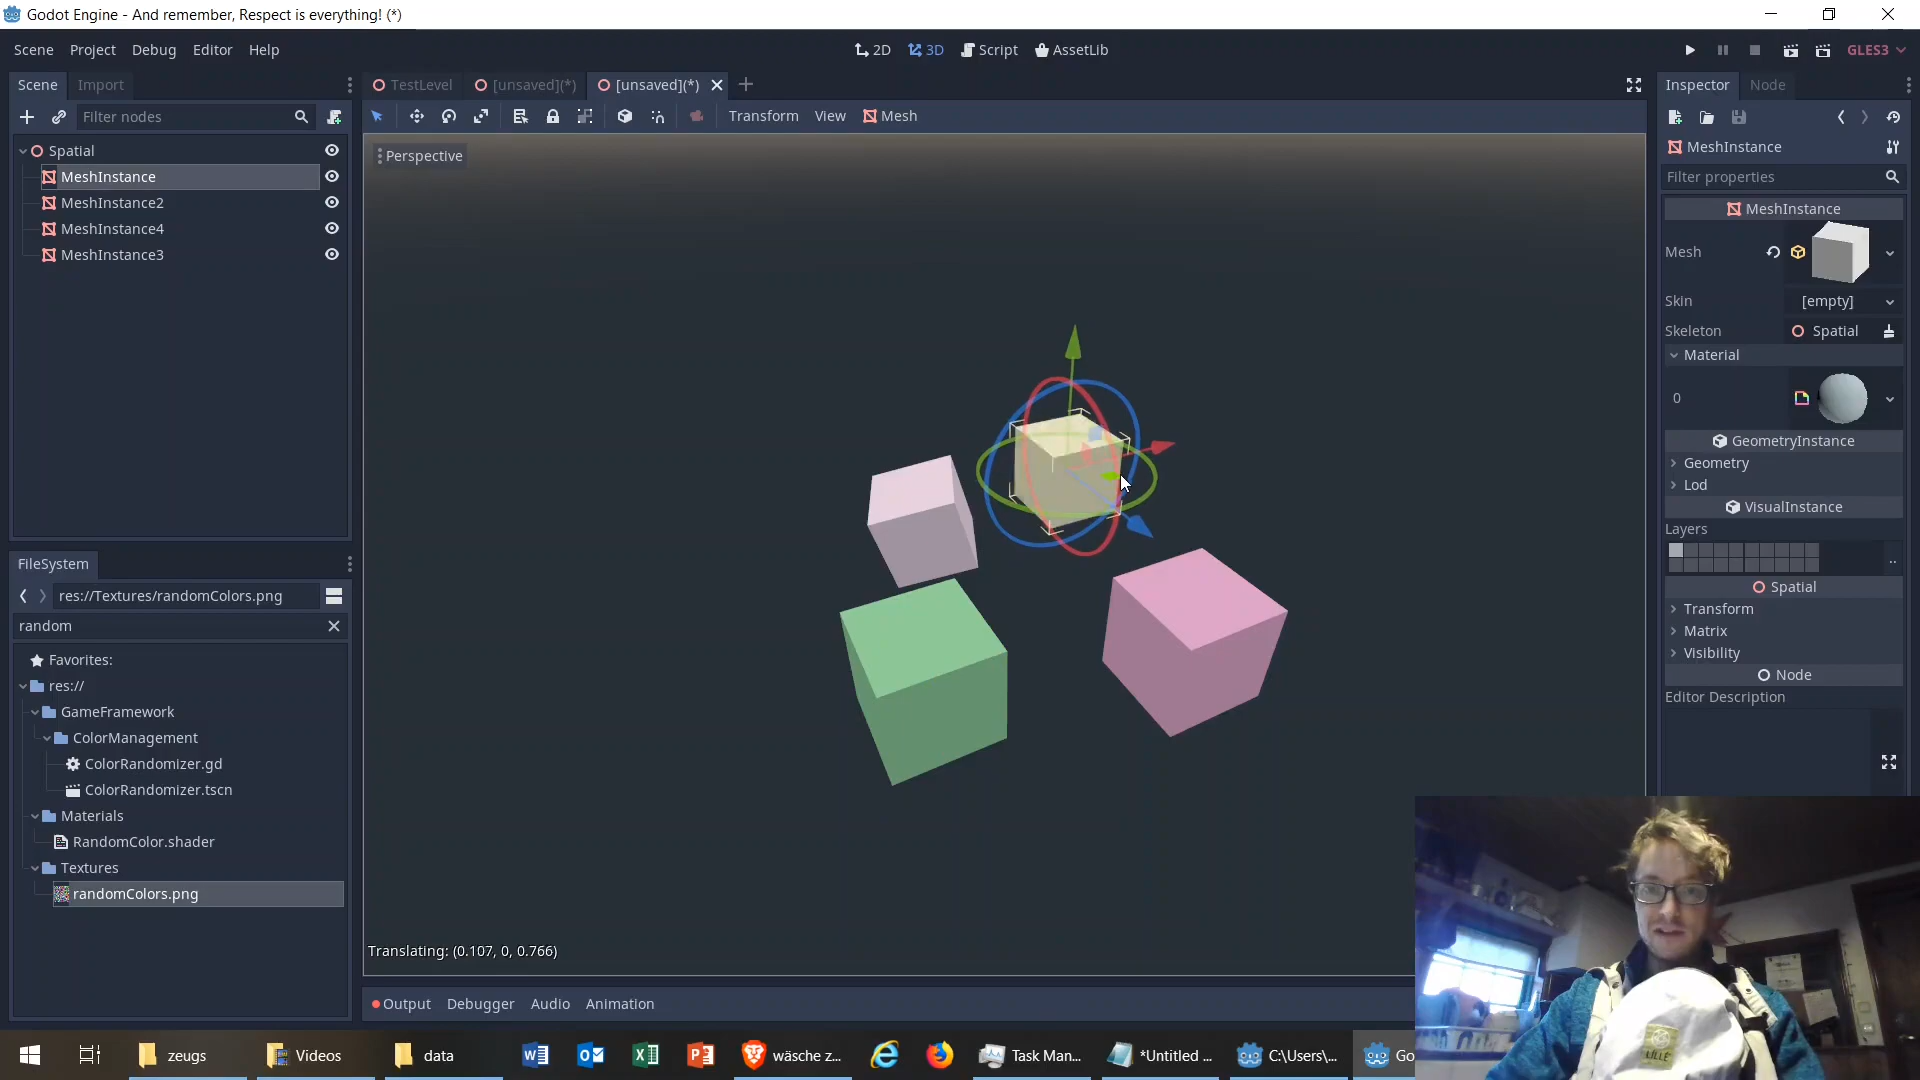 Godot Engine - And remember, Respect is everything! (*)
Scene Project Debug Editor Help
2D 3D Script AssetLib
GLES3
Scene Import
TestLevel [unsaved](*) [unsaved](*)
Inspector Node
Filter nodes
Transform View Mesh
Perspective
Spatial
MeshInstance
MeshInstance2
MeshInstance4
MeshInstance3
MeshInstance
Filter properties
MeshInstance
Mesh
Skin [empty]
Skeleton Spatial
Material
0
GeometryInstance
Geometry
Lod
VisualInstance
Layers
..
Spatial
Transform
Matrix
Visibility
Node
Editor Description
FileSystem
res://Textures/randomColors.png
random
Favorites:
res://
GameFramework
ColorManagement
ColorRandomizer.gd
ColorRandomizer.tscn
Materials
RandomColor.shader
Textures
randomColors.png
Translating: (0.107, 0, 0.766)
Output Debugger Audio Animation
zeugs Videos data wäsche z... Task Man... *Untitled ... C:\Users\... Go
LILLE